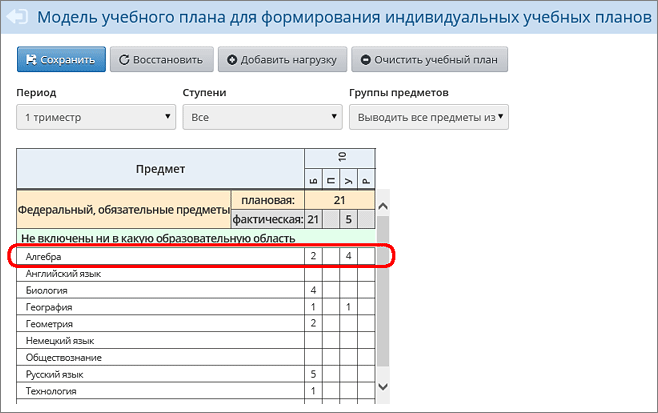 Модель учебного плана для формирования индивидуальных учебных планов
Сохранить Восстановить Добавить нагрузку Очистить учебный план
Период Ступени Группы предметов
1 триместр Все Выводить все предметы из
Предмет 10
Б П У Р
Федеральный, обязательные предметы плановая: 21
фактическая: 21 5
Не включены ни в какую образовательную область
Алгебра 2 4
Английский язык
Биология 4
География 1 1
Геометрия 2
Немецкий язык
Обществознание
Русский язык 5
Технология 1